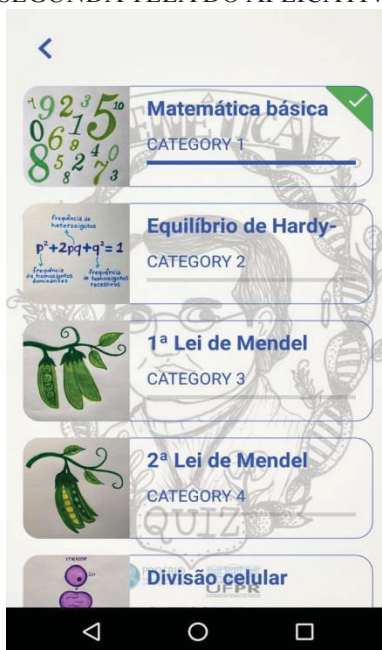 SEGUNDA TELA DO APLICATIV
Matemática básica
CATEGORY 1
frequência de
heterozigotos
p²+2pq+q²=1
frequência
de homozigotos
dominantes
frequência
de homozigotos
recessivos
Equilíbrio de Hardy-
CATEGORY 2
1ª Lei de Mendel
CATEGORY 3
2ª Lei de Mendel
CATEGORY 4
QUIZ
meiose
2n
Divisão celular
UFPR